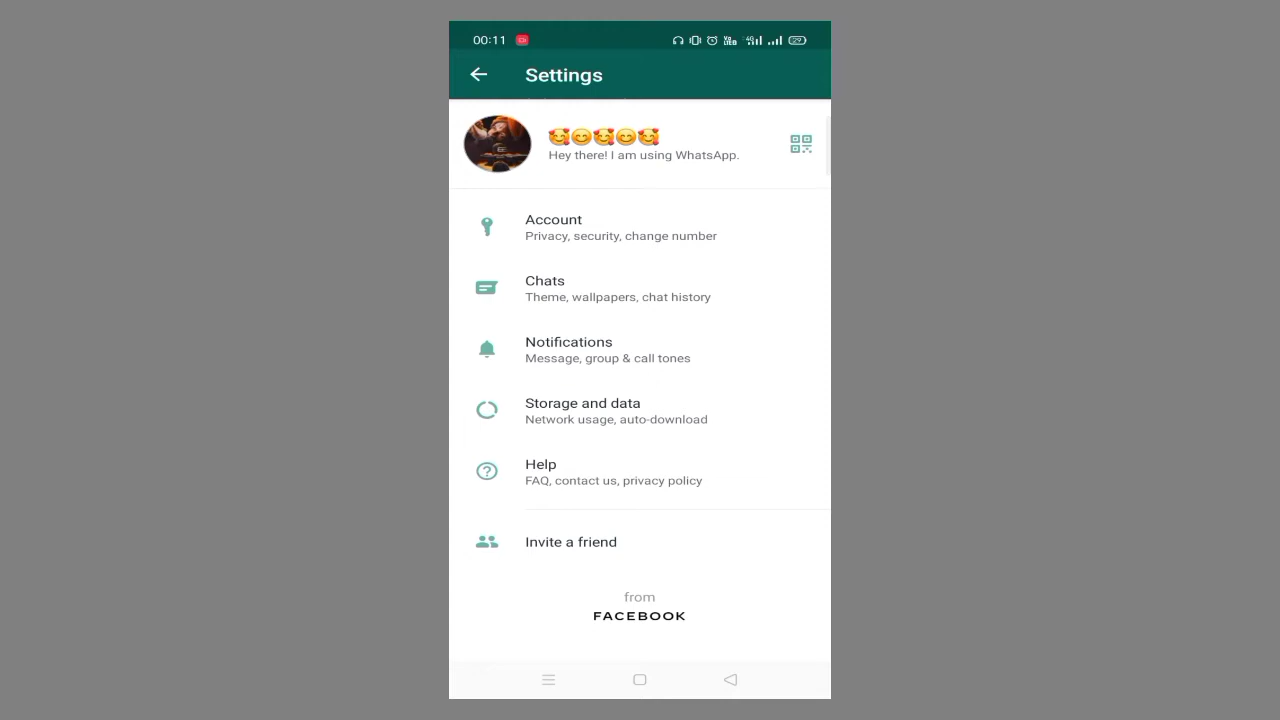 00:11
Settings
🥰😊🥰😊🥰
Hey there! I am using WhatsApp.
Account
Privacy, security, change number
Chats
Theme, wallpapers, chat history
Notifications
Message, group & call tones
Storage and data
Network usage, auto-download
Help
FAQ, contact us, privacy policy
Invite a friend
from
FACEBOOK